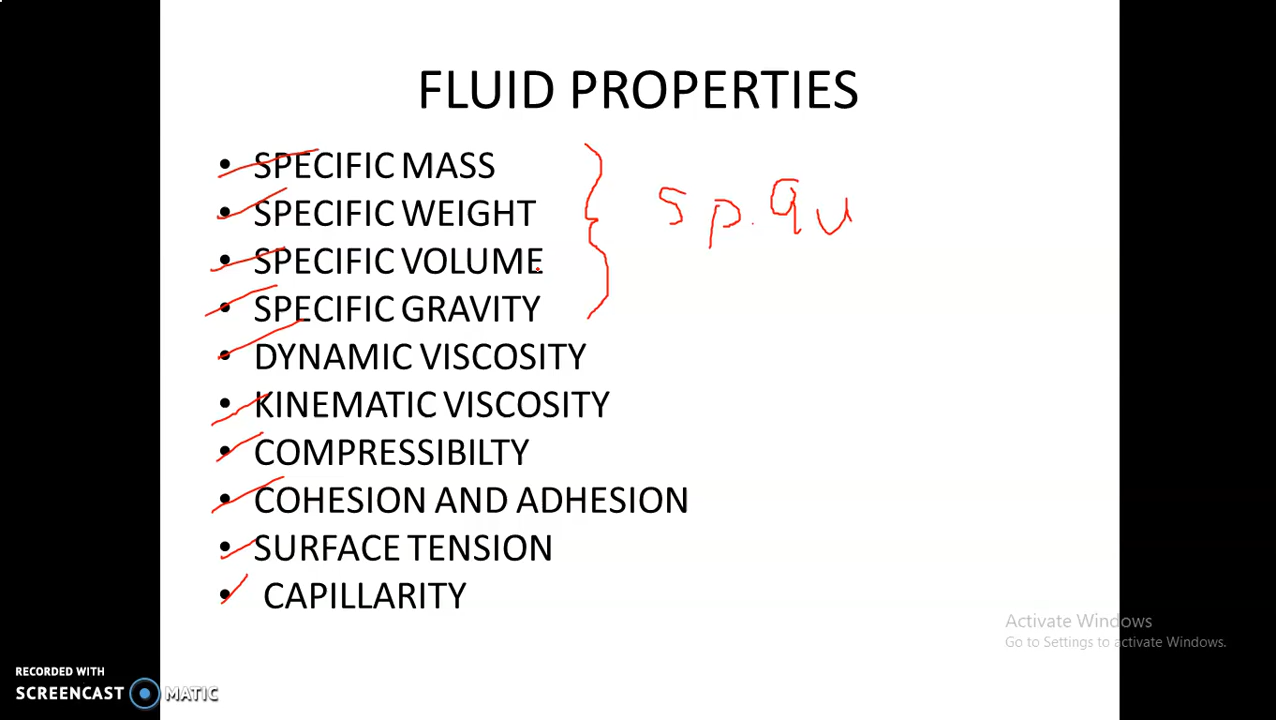 FLUID PROPERTIES
• SPECIFIC MASS
• SPECIFIC WEIGHT
• SPECIFIC VOLUME
• SPECIFIC GRAVITY
sp. qu
• DYNAMIC VISCOSITY
• KINEMATIC VISCOSITY
• COMPRESSIBILTY
• COHESION AND ADHESION
• SURFACE TENSION
• CAPILLARITY
Activate Windows
Go to Settings to activate Windows.
RECORDED WITH
SCREENCAST MATIC